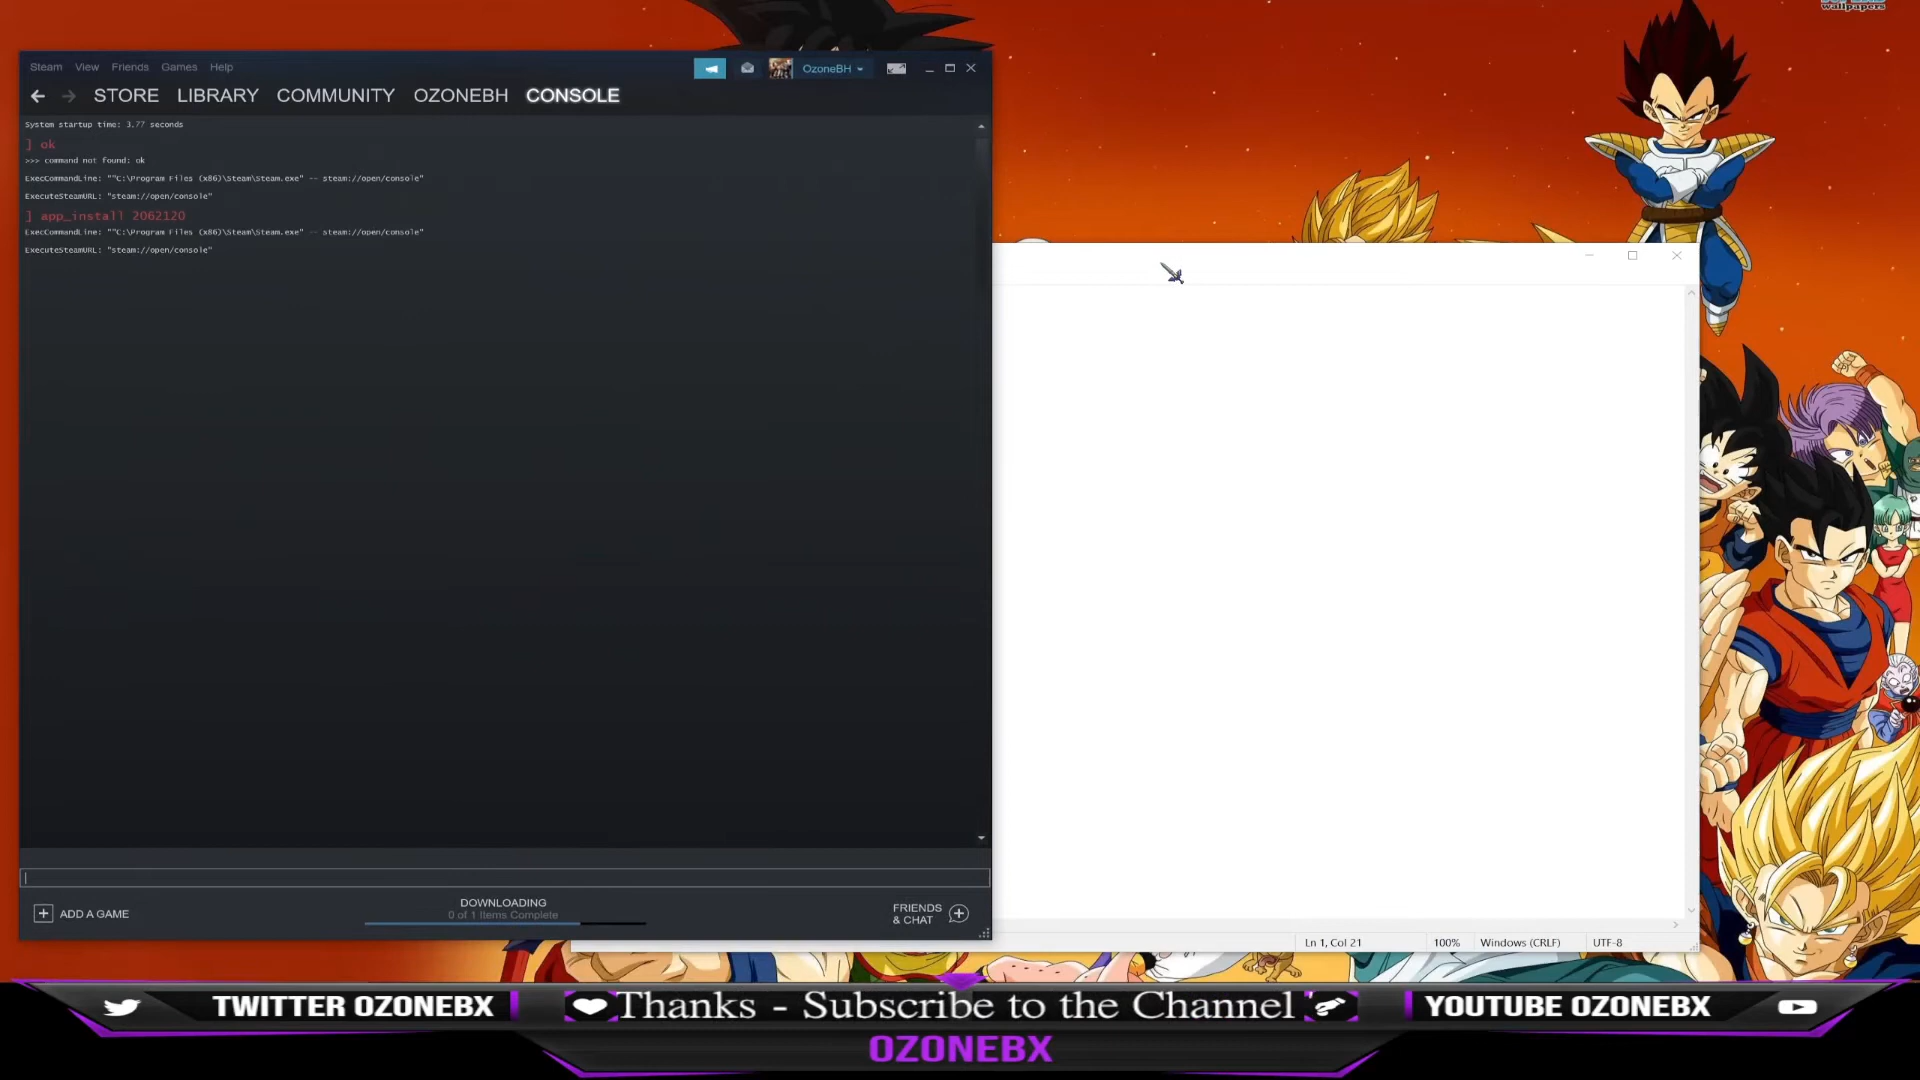 wallpapers
Steam View Friends Games Help
OzoneBH
STORE LIBRARY COMMUNITY OZONEBH CONSOLE
System startup time: 3.77 seconds
] ok
>>> command not found: ok
ExecCommandLine: ""C:\Program Files (x86)\Steam\Steam.exe" -- steam://open/console"
ExecuteSteamURL: "steam://open/console"
] app_install 2062120
ExecCommandLine: ""C:\Program Files (x86)\Steam\Steam.exe" -- steam://open/console"
ExecuteSteamURL: "steam://open/console"
ADD A GAME
DOWNLOADING
0 of 1 Items Complete
FRIENDS
& CHAT
Ln 1, Col 21 100% Windows (CRLF) UTF-8
TWITTER OZONEBX
Thanks - Subscribe to the Channel
YOUTUBE OZONEBX
OZONEBX